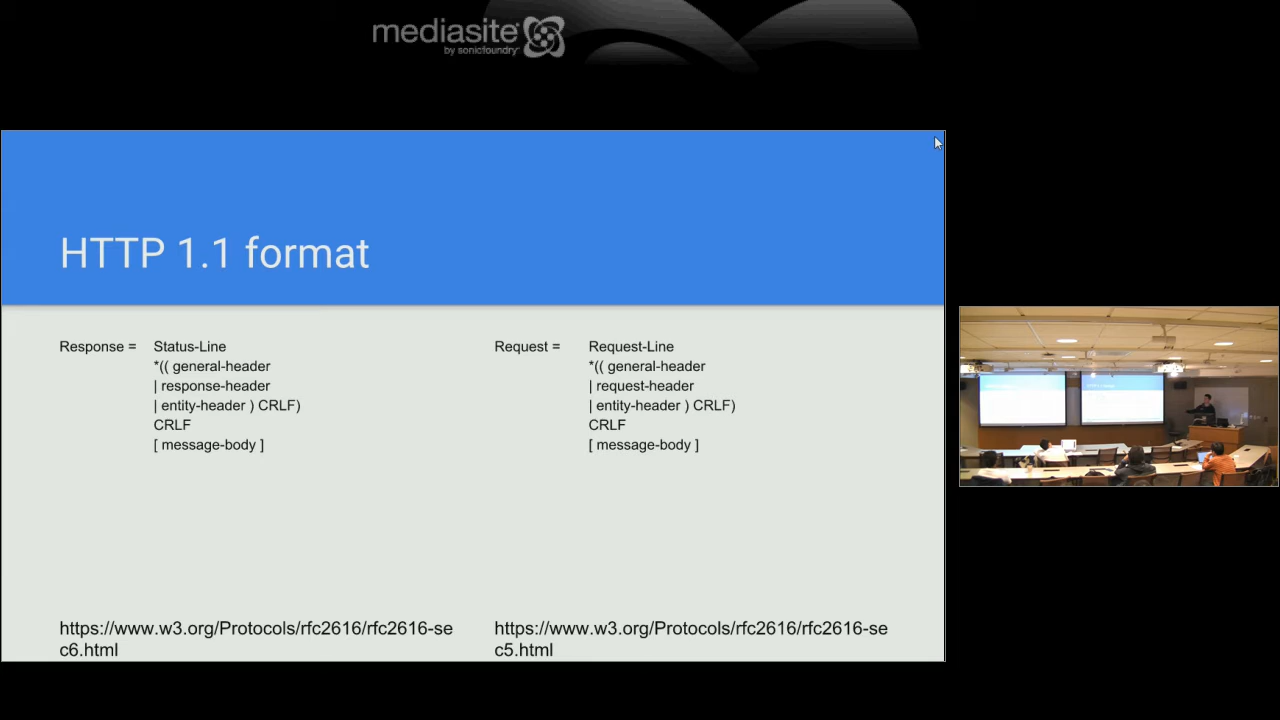 mediasite
by sonicfoundry
HTTP 1.1 format
Response = Status-Line
*(( general-header
| response-header
| entity-header ) CRLF)
CRLF
[ message-body ]
Request = Request-Line
*(( general-header
| request-header
| entity-header ) CRLF)
CRLF
[ message-body ]
https://www.w3.org/Protocols/rfc2616/rfc2616-se
c6.html
https://www.w3.org/Protocols/rfc2616/rfc2616-se
c5.html